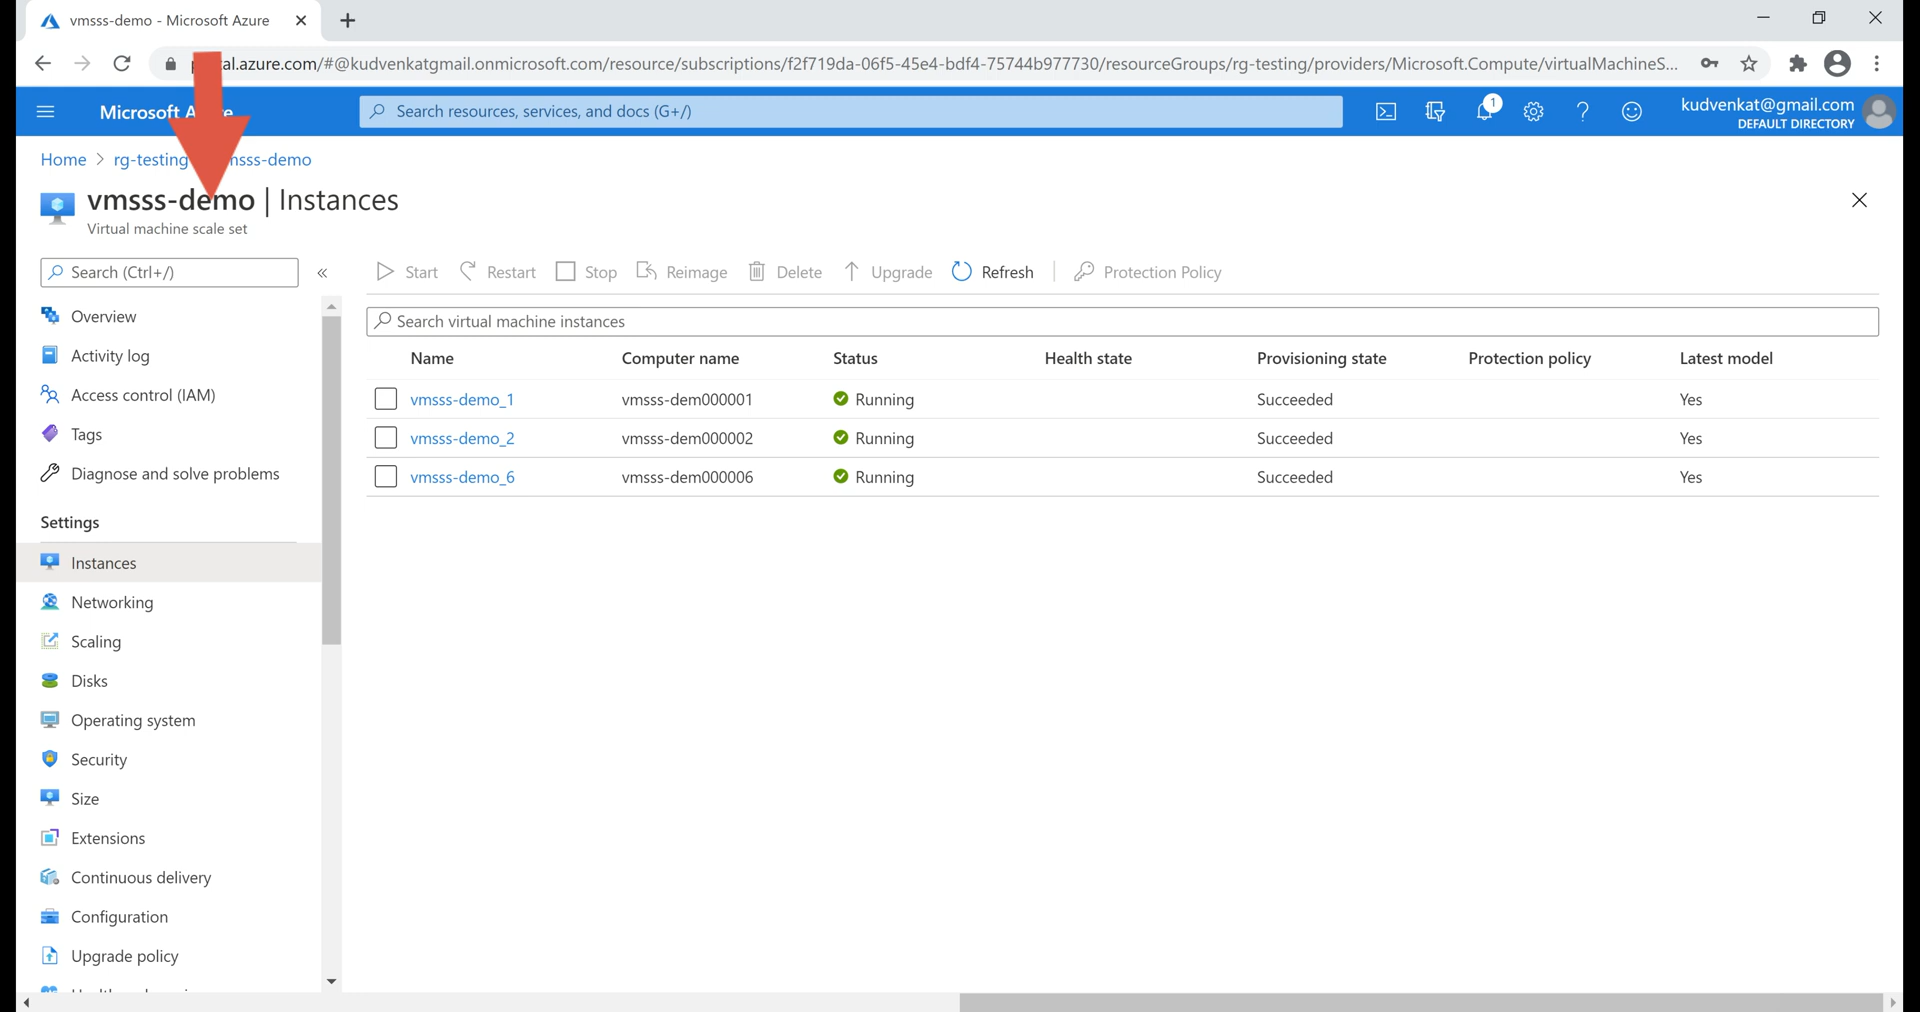 vmsss-demo - Microsoft Azure
al.azure.com/#@kudvenkatgmail.onmicrosoft.com/resource/subscriptions/f2f719da-06f5-45e4-bdf4-75744b977730/resourceGroups/rg-testing/providers/Microsoft.Compute/virtualMachineS...
Microsoft
Search resources, services, and docs (G+/)
1
kudvenkat@gmail.com
DEFAULT DIRECTORY
Home > rg-testing
vmsss-demo | Instances
Virtual machine scale set
Search (Ctrl+/)
«
Start
Restart
Stop
Reimage
Delete
Upgrade
Refresh
Protection Policy
Search virtual machine instances
Name Computer name Status Health state Provisioning state Protection policy Latest model
vmsss-demo_1 vmsss-dem000001 Running Succeeded Yes
vmsss-demo_2 vmsss-dem000002 Running Succeeded Yes
vmsss-demo_6 vmsss-dem000006 Running Succeeded Yes
Overview
Activity log
Access control (IAM)
Tags
Diagnose and solve problems
Settings
Instances
Networking
Scaling
Disks
Operating system
Security
Size
Extensions
Continuous delivery
Configuration
Upgrade policy